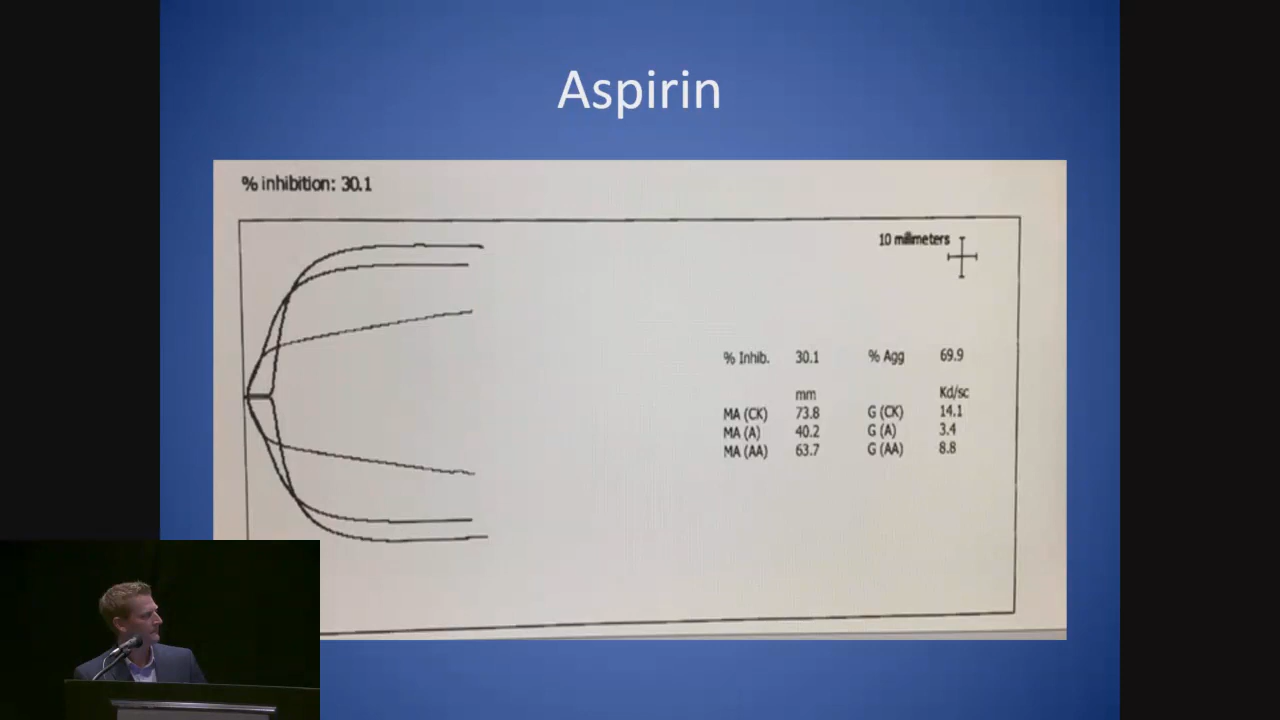 Aspirin
% inhibition: 30.1
10 millimeters
% Inhib. 30.1 % Agg 69.9
mm Kd/sc
MA (CK) 73.8 G (CK) 14.1
MA (A) 40.2 G (A) 3.4
MA (AA) 63.7 G (AA) 8.8